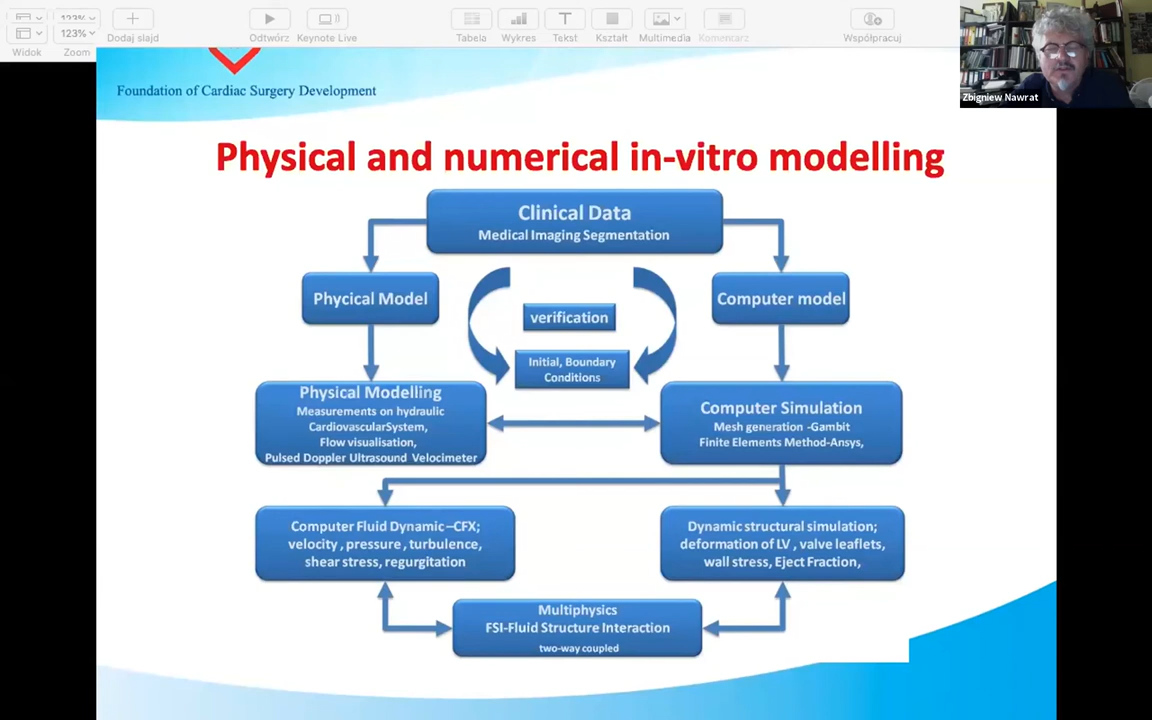 123%
123%
Widok
Zoom
Dodaj slajd
Odtwórz
Keynote Live
Tabela
Wykres
Tekst
Kształt
Multimedia
Komentarz
Współpracuj
Zbigniew Nawrat
Foundation of Cardiac Surgery Development
Physical and numerical in-vitro modelling
Clinical Data
Medical Imaging Segmentation
Phycical Model
Computer model
verification
Initial, Boundary
Conditions
Physical Modelling
Measurements on hydraulic
CardiovascularSystem,
Flow visualisation,
Pulsed Doppler Ultrasound Velocimeter
Computer Simulation
Mesh generation -Gambit
Finite Elements Method-Ansys,
Computer Fluid Dynamic –CFX;
velocity , pressure , turbulence,
shear stress, regurgitation
Dynamic structural simulation;
deformation of LV , valve leaflets,
wall stress, Eject Fraction,
Multiphysics
FSI-Fluid Structure Interaction
two-way coupled